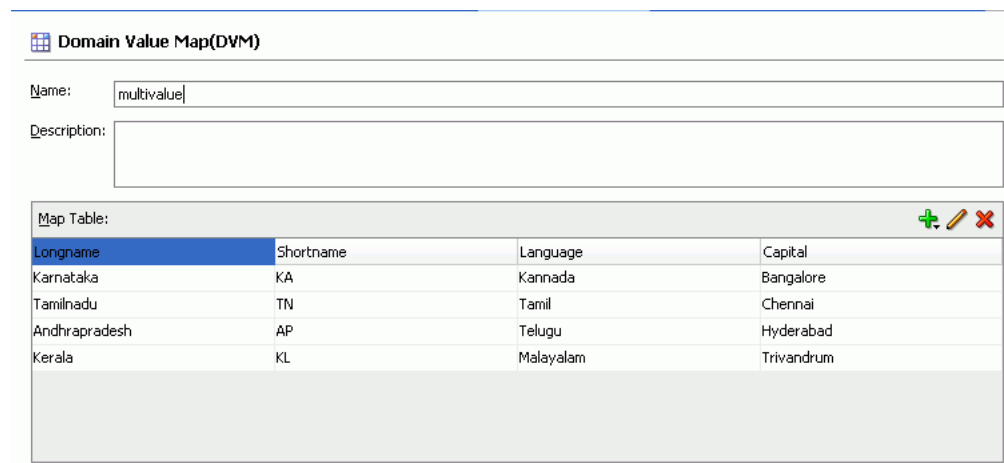 Domain Value Map(DVM)
Name: multivalue
Description:
Map Table:
Longname Shortname Language Capital
Karnataka KA Kannada Bangalore
Tamilnadu TN Tamil Chennai
Andhrapradesh AP Telugu Hyderabad
Kerala KL Malayalam Trivandrum